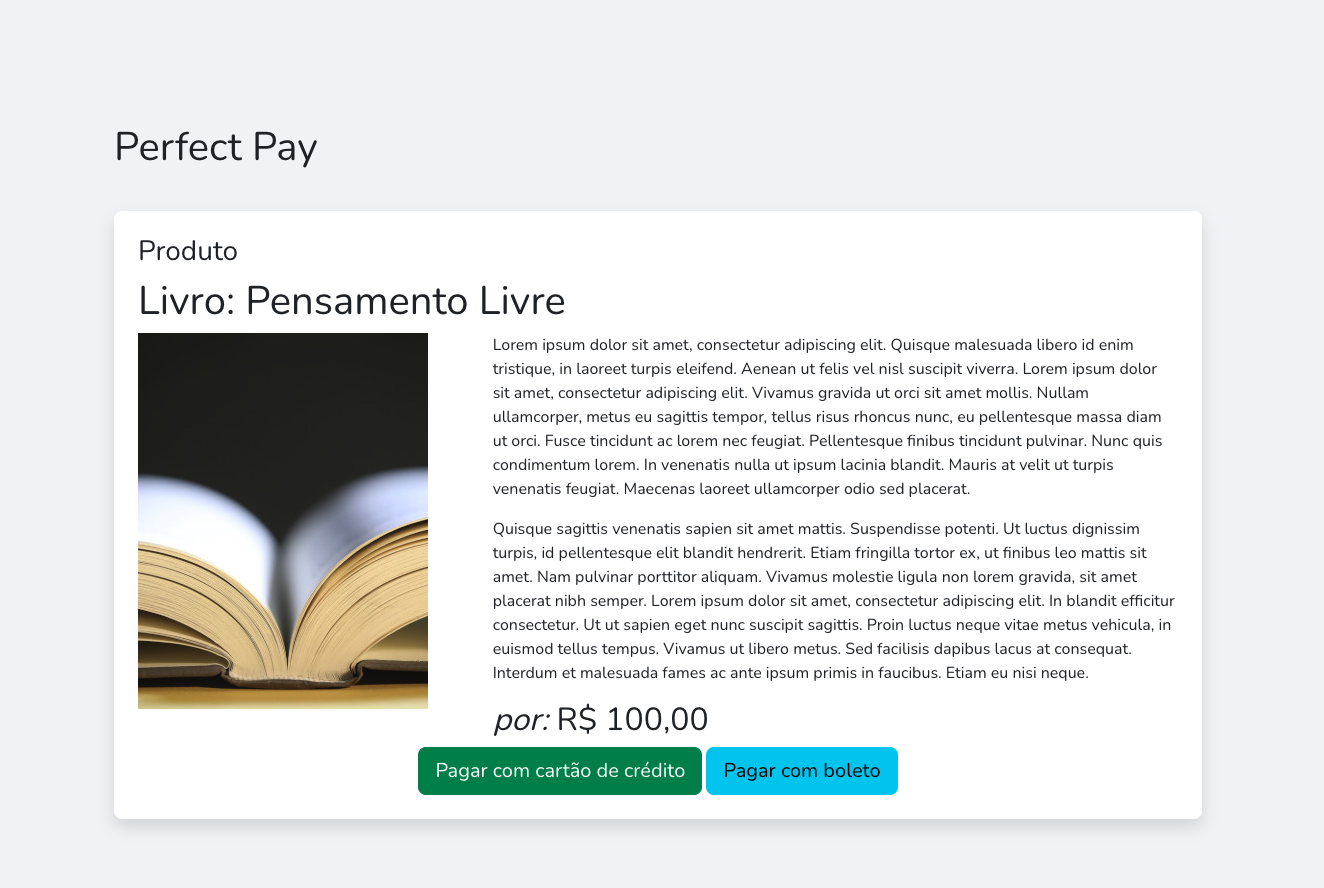 Perfect Pay
Produto
Livro: Pensamento Livre
Lorem ipsum dolor sit amet, consectetur adipiscing elit. Quisque malesuada libero id enim
tristique, in laoreet turpis eleifend. Aenean ut felis vel nisl suscipit viverra. Lorem ipsum dolor
sit amet, consectetur adipiscing elit. Vivamus gravida ut orci sit amet mollis. Nullam
ullamcorper, metus eu sagittis tempor, tellus risus rhoncus nunc, eu pellentesque massa diam
ut orci. Fusce tincidunt ac lorem nec feugiat. Pellentesque finibus tincidunt pulvinar. Nunc quis
condimentum lorem. In venenatis nulla ut ipsum lacinia blandit. Mauris at velit ut turpis
venenatis feugiat. Maecenas laoreet ullamcorper odio sed placerat.
Quisque sagittis venenatis sapien sit amet mattis. Suspendisse potenti. Ut luctus dignissim
turpis, id pellentesque elit blandit hendrerit. Etiam fringilla tortor ex, ut finibus leo mattis sit
amet. Nam pulvinar porttitor aliquam. Vivamus molestie ligula non lorem gravida, sit amet
placerat nibh semper. Lorem ipsum dolor sit amet, consectetur adipiscing elit. In blandit efficitur
consectetur. Ut ut sapien eget nunc suscipit sagittis. Proin luctus neque vitae metus vehicula, in
euismod tellus tempus. Vivamus ut libero metus. Sed facilisis dapibus lacus at consequat.
Interdum et malesuada fames ac ante ipsum primis in faucibus. Etiam eu nisi neque.
por: R$ 100,00
Pagar com cartão de crédito
Pagar com boleto